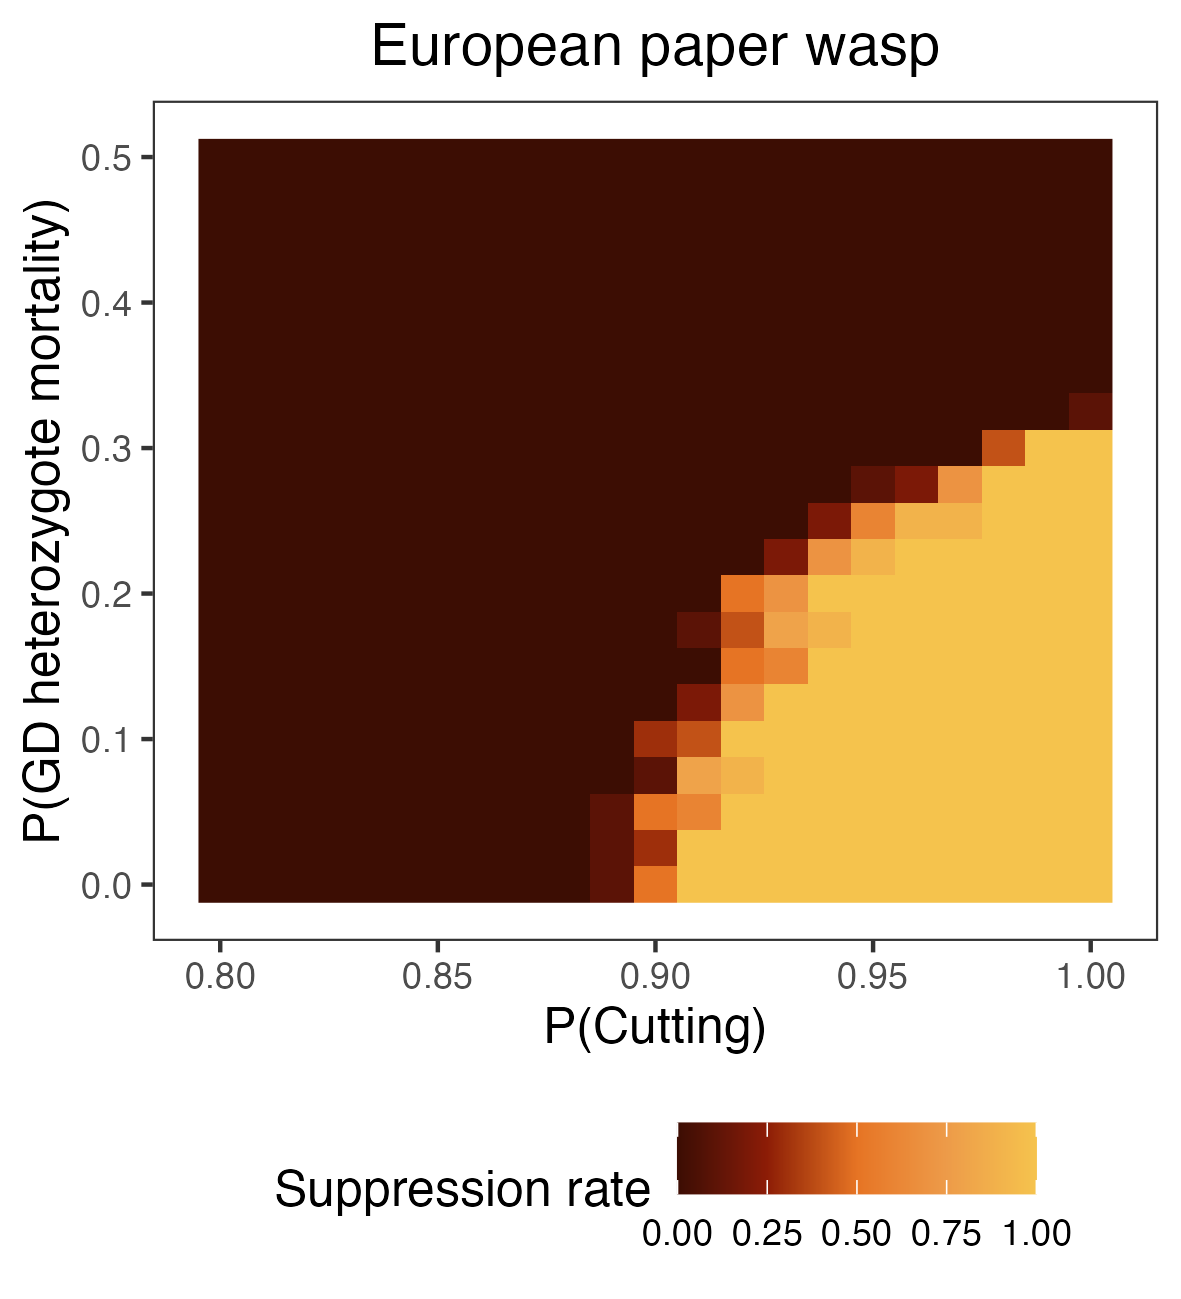 European paper wasp
P(GD heterozygote mortality)
0.5
0.4
0.3
0.2
0.1
0.0
0.80 0.85 0.90 0.95 1.00
P(Cutting)
Suppression rate
0.00 0.25 0.50 0.75 1.00